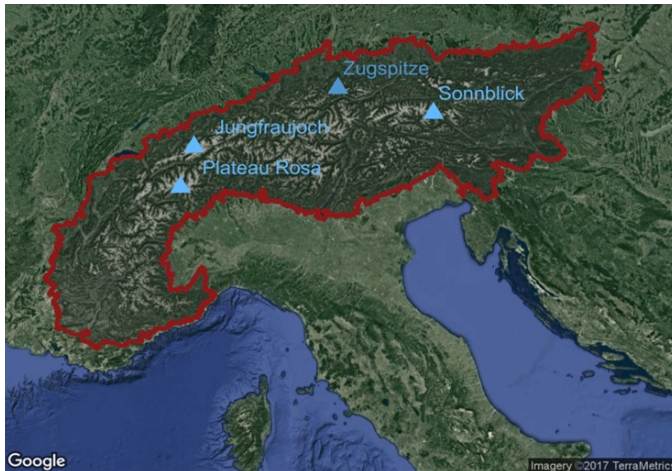 Zugspitze
Sonnblick
Jungfraujoch
Plateau Rosa
Google
Imagery ©2017 TerraMetrics